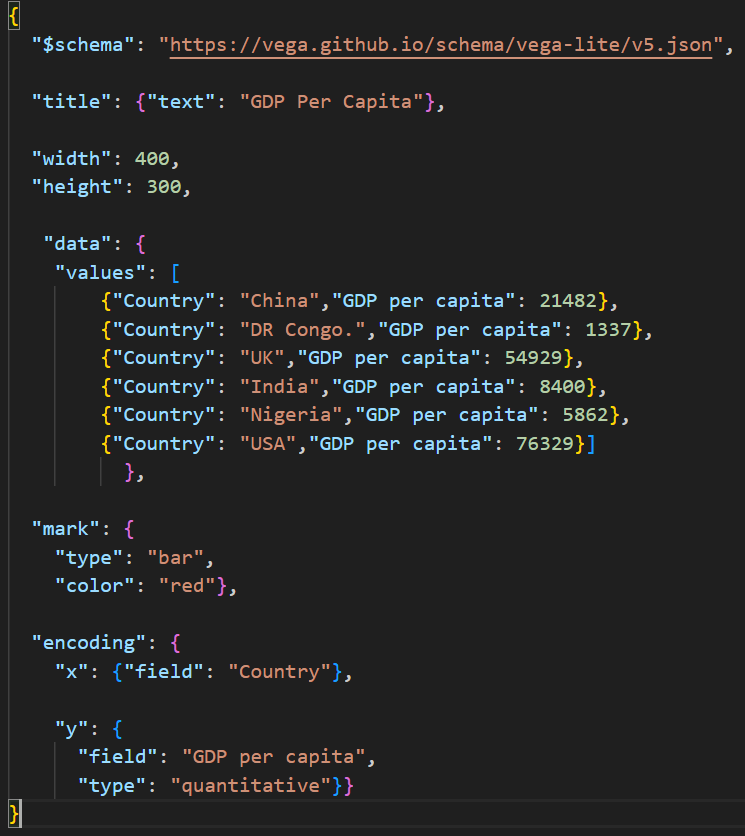 {
"$schema": "https://vega.github.io/schema/vega-lite/v5.json",
"title": {"text": "GDP Per Capita"},
"width": 400,
"height": 300,
"data": {
"values": [
{"Country": "China","GDP per capita": 21482},
{"Country": "DR Congo.","GDP per capita": 1337},
{"Country": "UK","GDP per capita": 54929},
{"Country": "India","GDP per capita": 8400},
{"Country": "Nigeria","GDP per capita": 5862},
{"Country": "USA","GDP per capita": 76329}]
},
"mark": {
"type": "bar",
"color": "red"},
"encoding": {
"x": {"field": "Country"},
"y": {
"field": "GDP per capita",
"type": "quantitative"}}
}